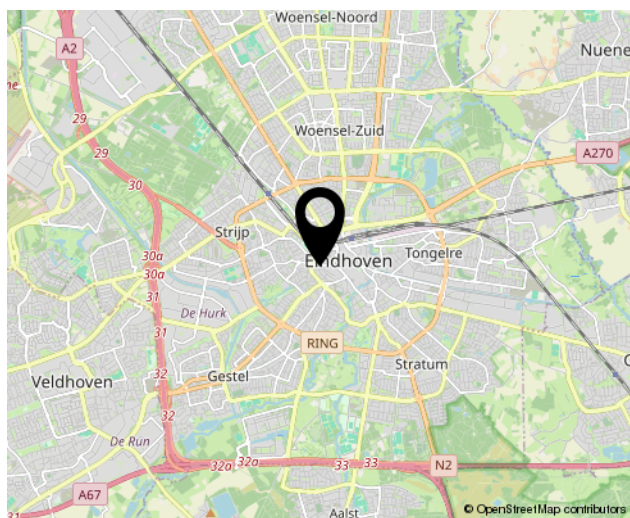 Woensel-Noord
A2
Nuene
29
Woensel-Zuid
29
A270
30
Strijp
30a
Eindhoven
Tongelre
30a
31
De Hurk
31
RING
Stratum
32
Gestel
Veldhoven
32
De Run
32a
32a
33
33
N2
A67
31
Aalst
© OpenStreetMap contributors